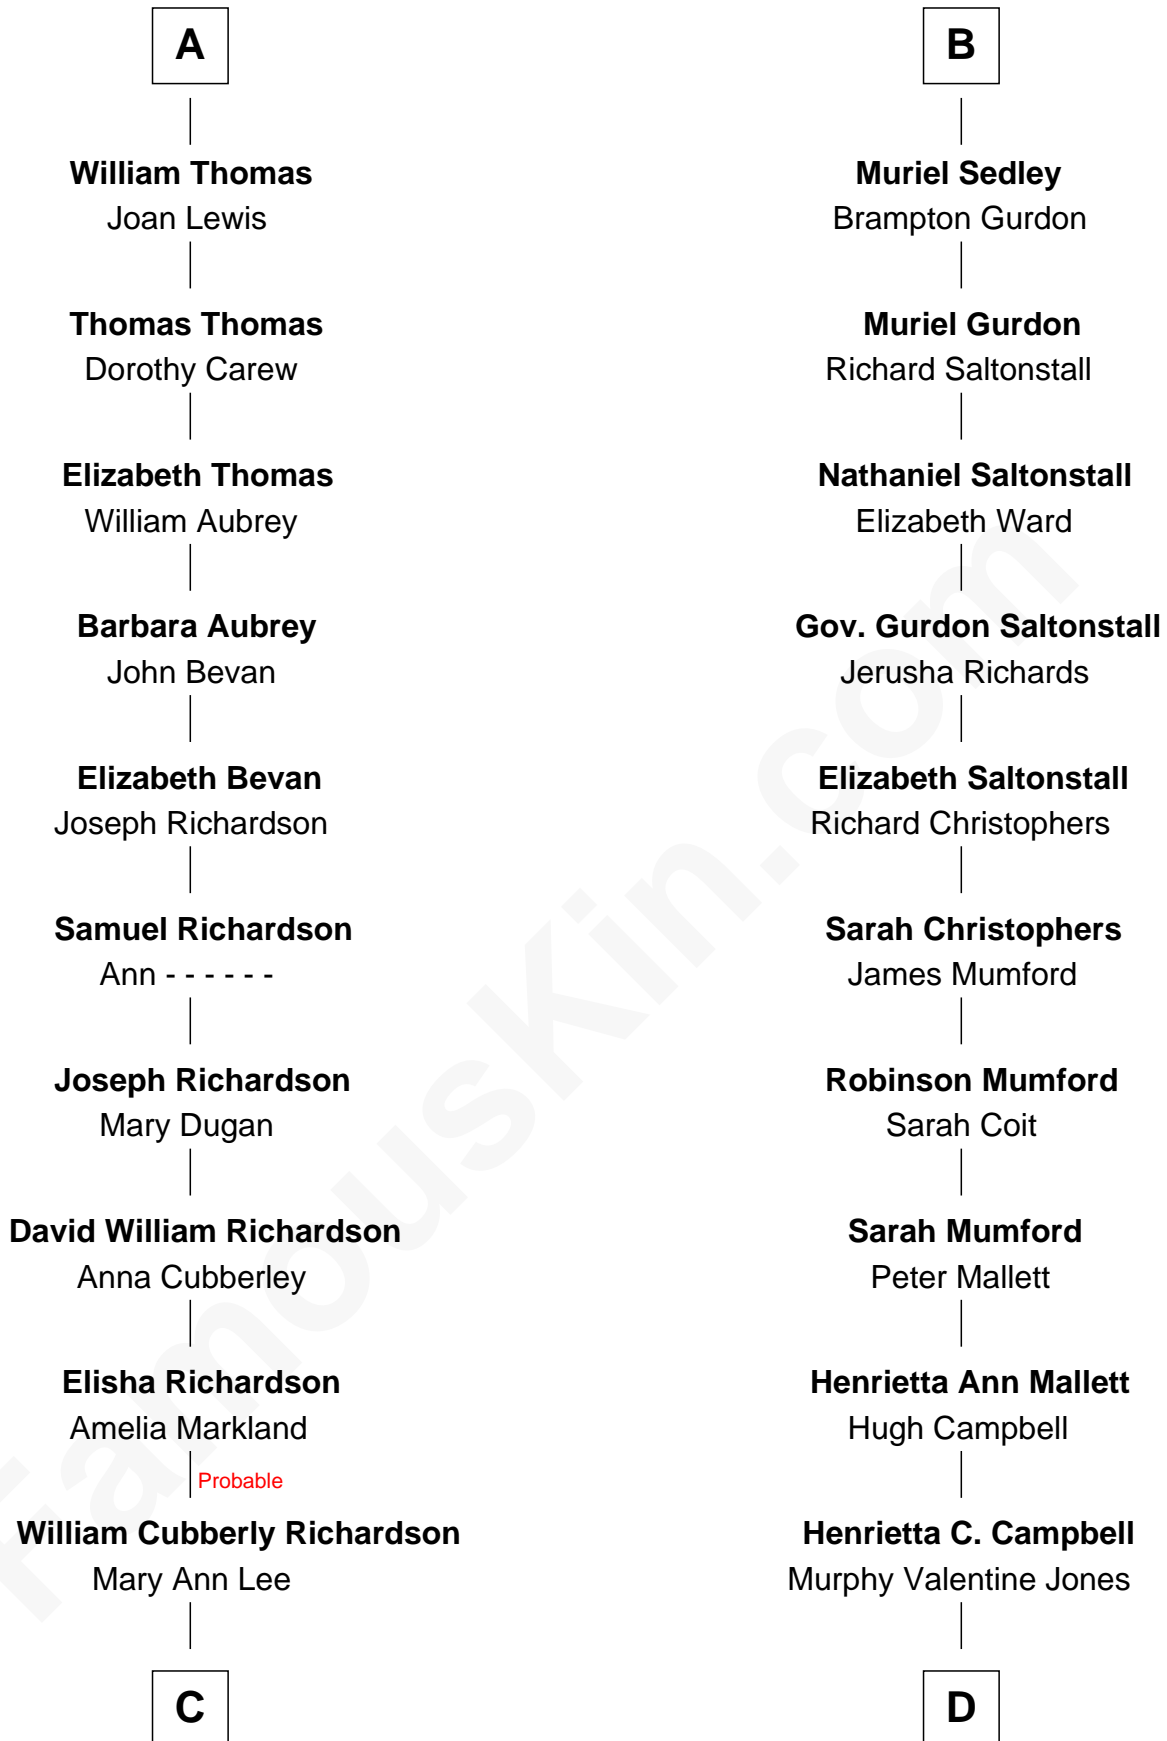 A
William Thomas
Joan Lewis
Thomas Thomas
Dorothy Carew
Elizabeth Thomas
William Aubrey
Barbara Aubrey
John Bevan
Elizabeth Bevan
Joseph Richardson
Samuel Richardson
Ann - - - - - -
Joseph Richardson
Mary Dugan
David William Richardson
Anna Cubberley
Elisha Richardson
Amelia Markland
Probable
William Cubberly Richardson
Mary Ann Lee
C
B
Muriel Sedley
Brampton Gurdon
Muriel Gurdon
Richard Saltonstall
Nathaniel Saltonstall
Elizabeth Ward
Gov. Gurdon Saltonstall
Jerusha Richards
Elizabeth Saltonstall
Richard Christophers
Sarah Christophers
James Mumford
Robinson Mumford
Sarah Coit
Sarah Mumford
Peter Mallett
Henrietta Ann Mallett
Hugh Campbell
Henrietta C. Campbell
Murphy Valentine Jones
D
FamousKin.com